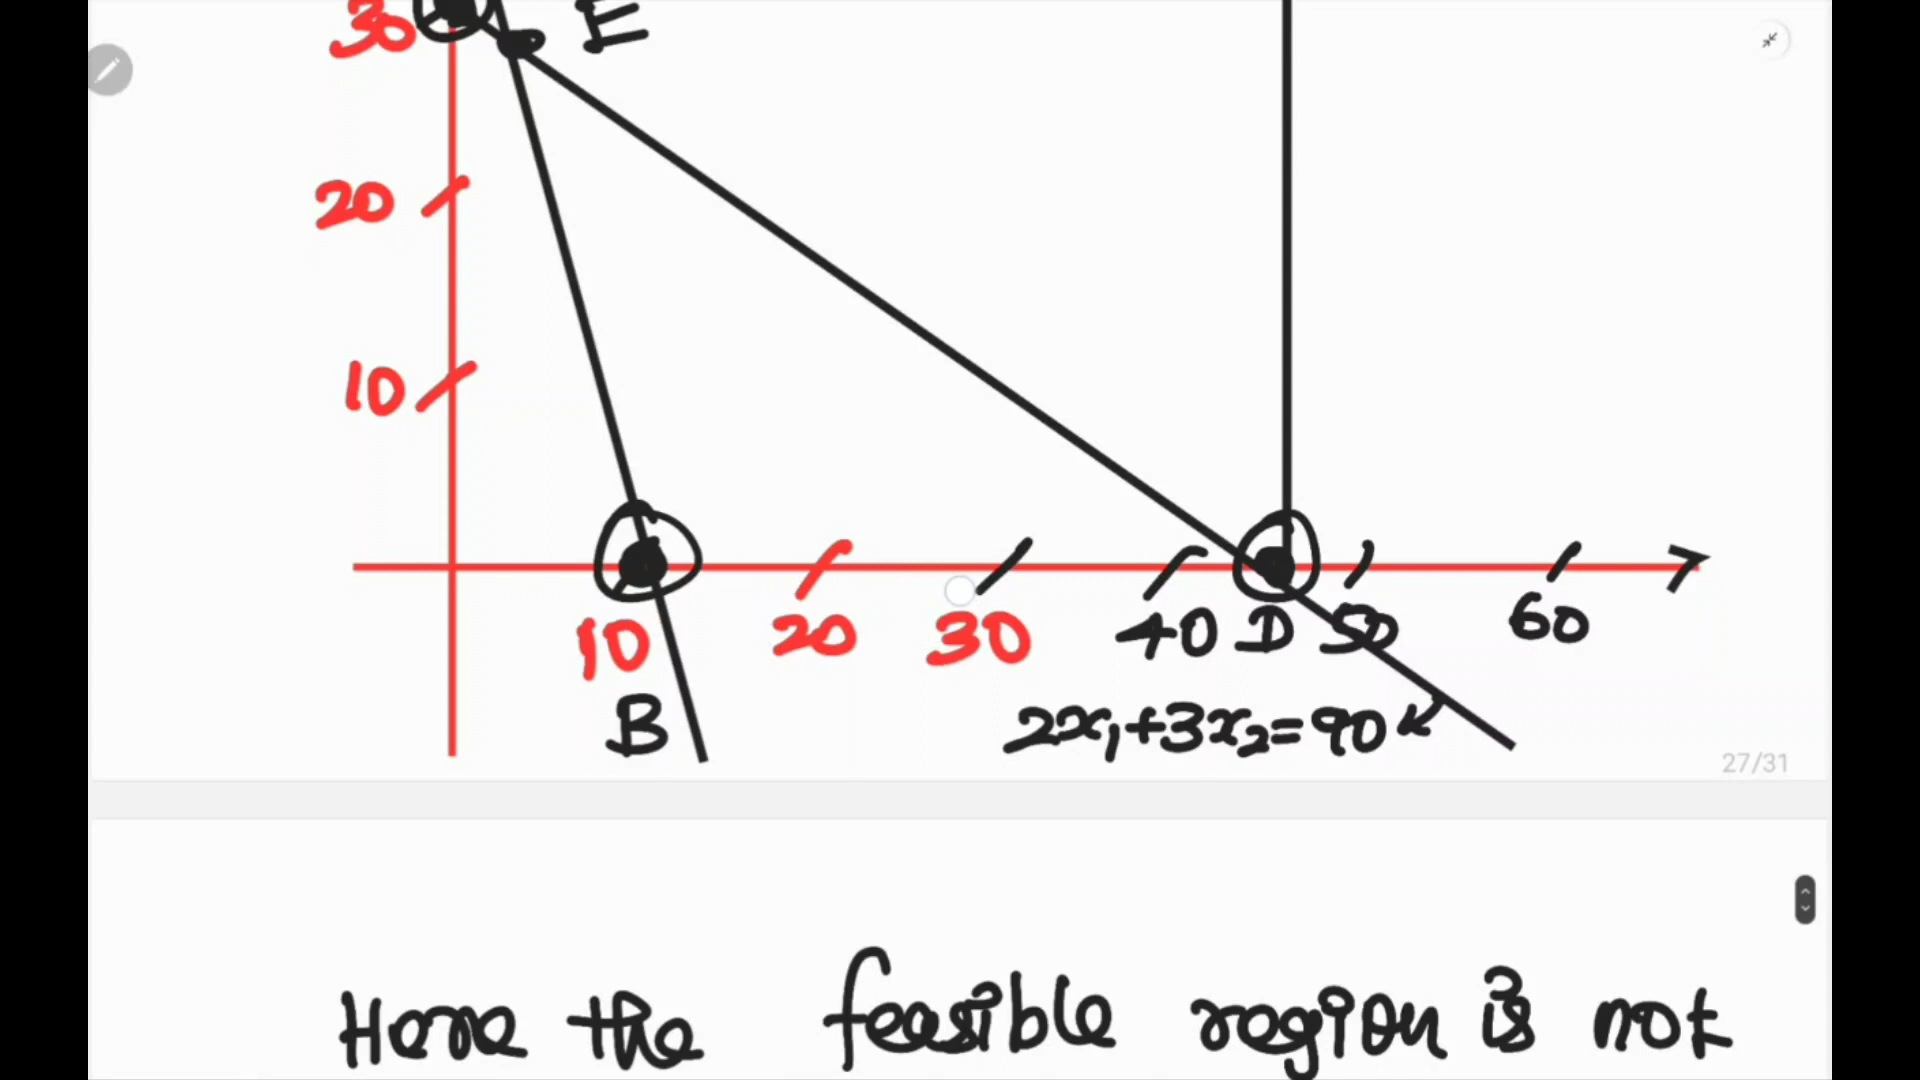 30 E
20
10
10 20 30 40 D 50 60
B 2x₁+3x₂=90
27/31
Here the feasible region is not